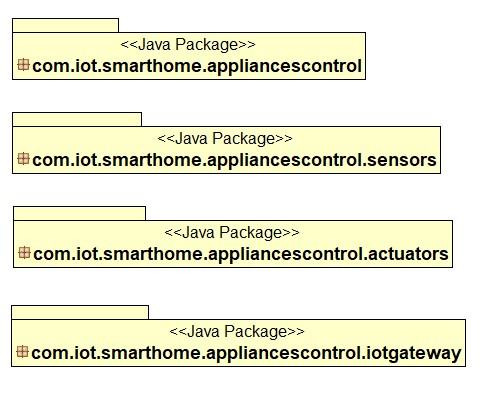 <<Java Package>>
com.iot.smarthome.appliancescontrol
<<Java Package>>
com.iot.smarthome.appliancescontrol.sensors
<<Java Package>>
com.iot.smarthome.appliancescontrol.actuators
<<Java Package>>
com.iot.smarthome.appliancescontrol.iotgateway